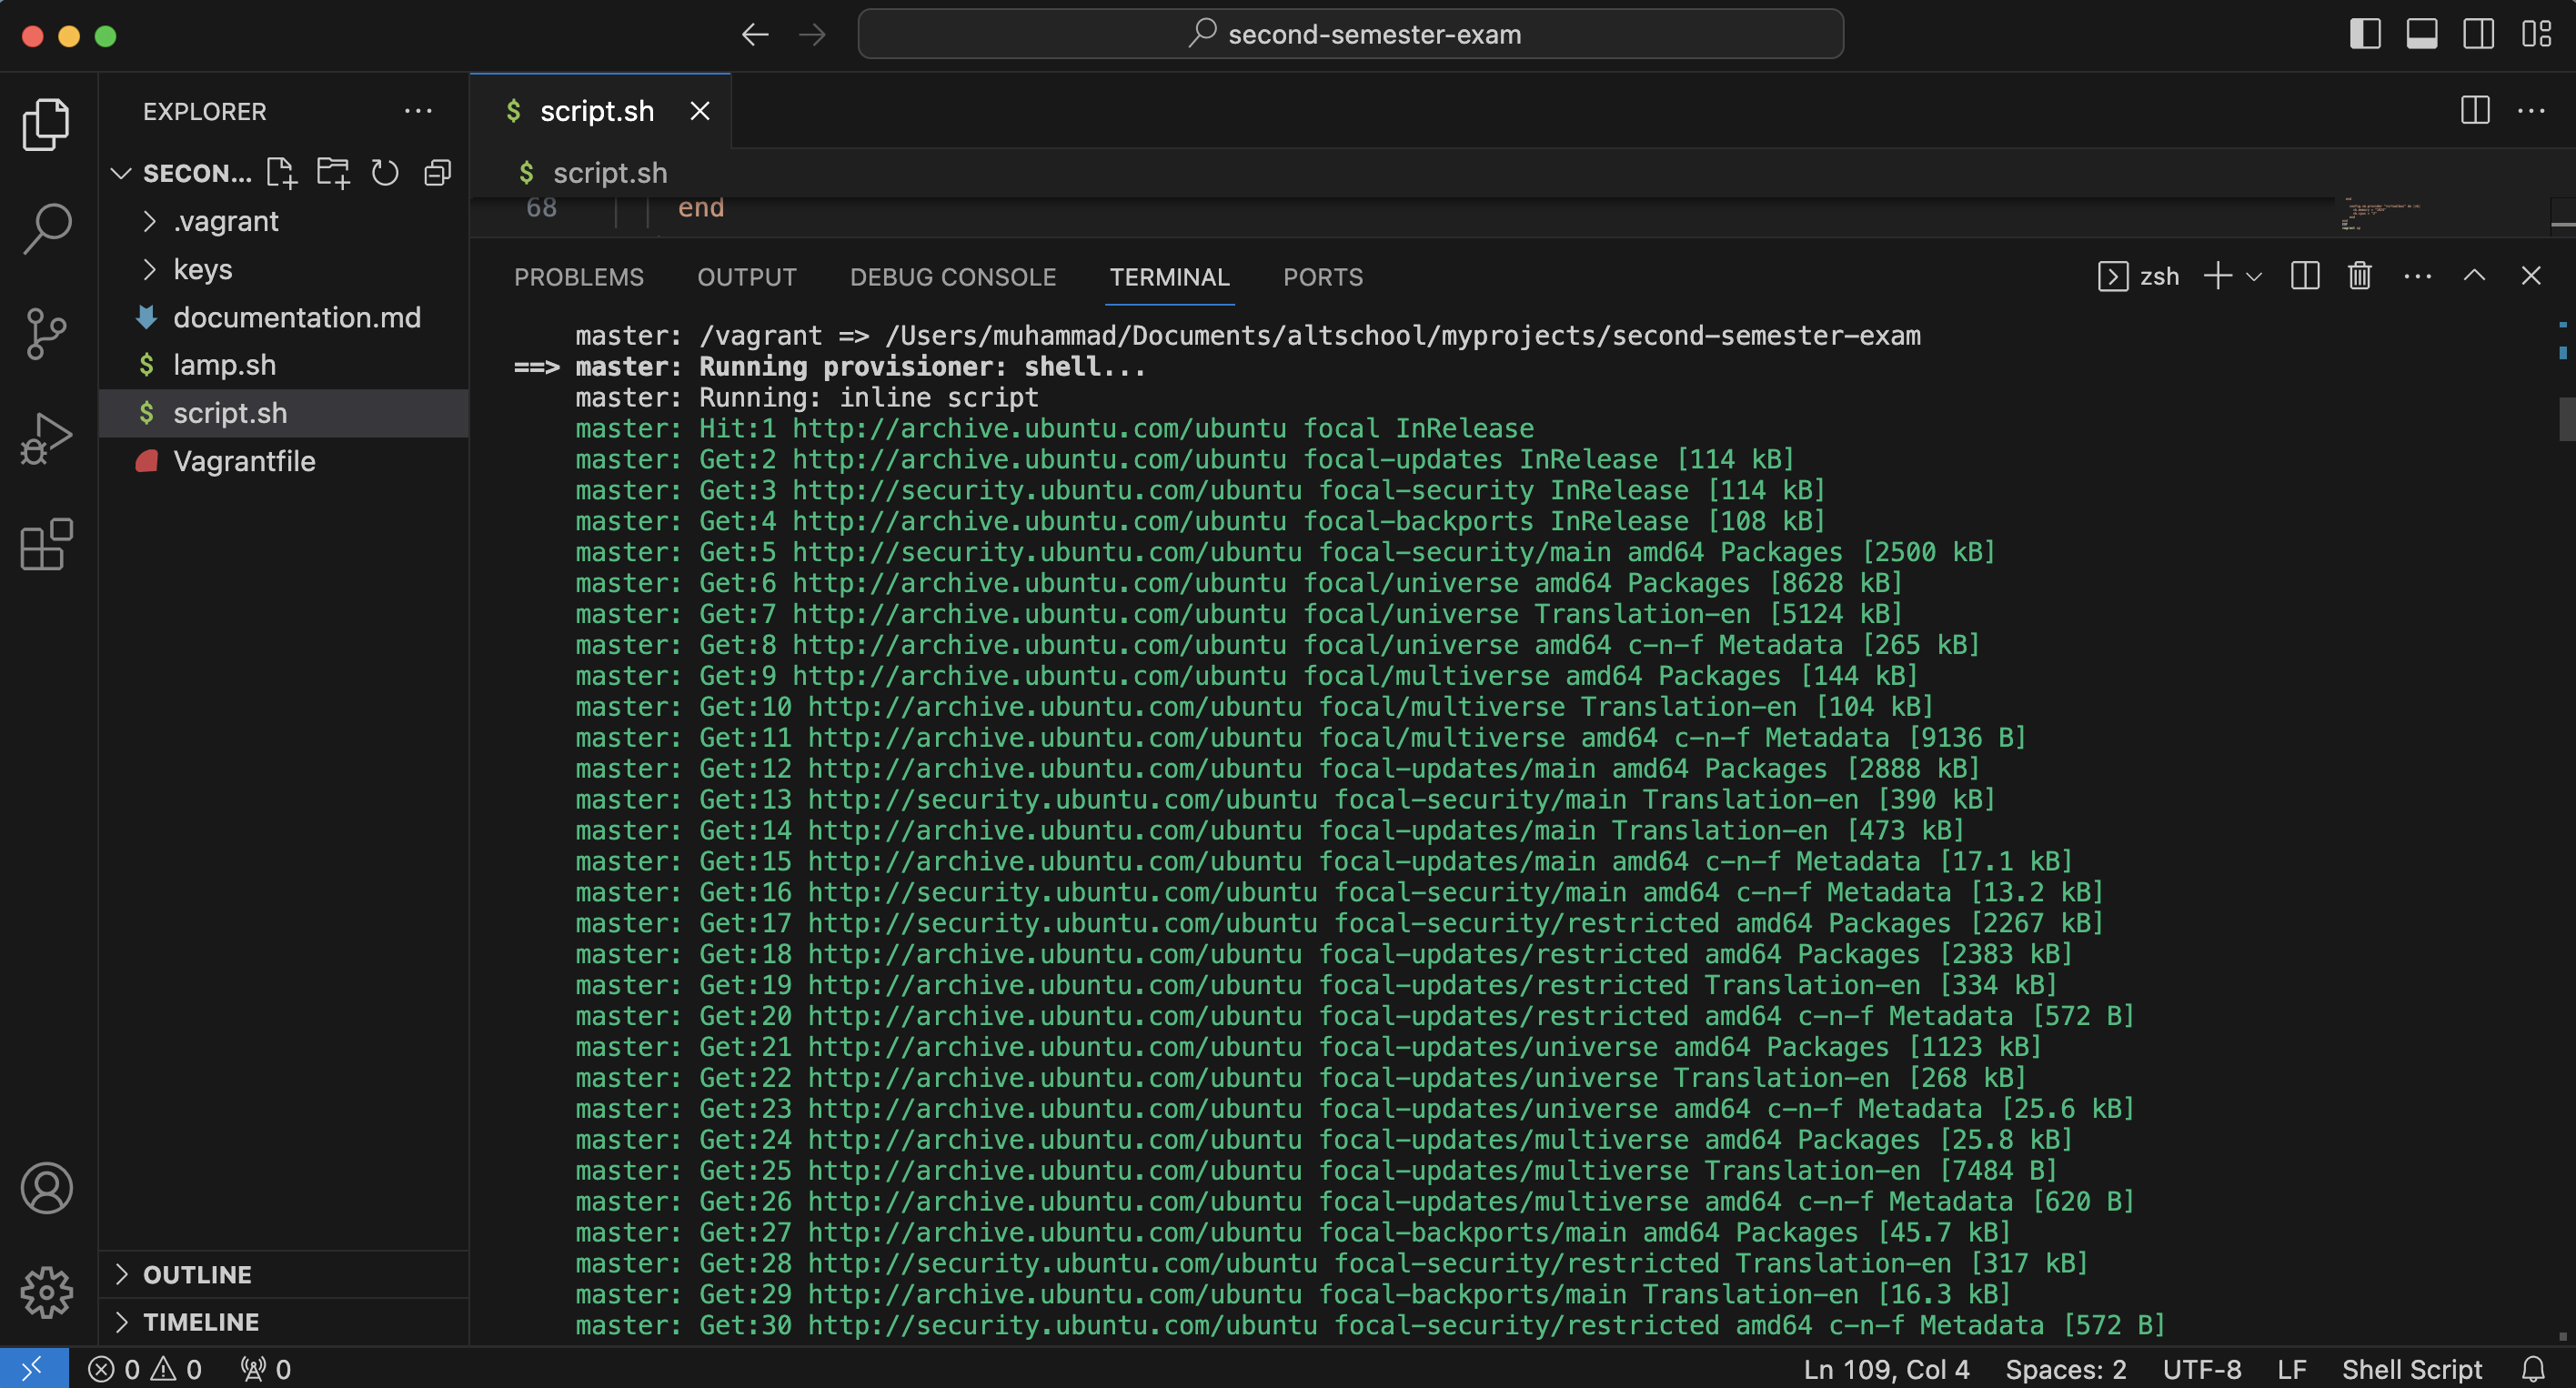 second-semester-exam
EXPLORER
SECON...
.vagrant
keys
documentation.md
lamp.sh
script.sh
Vagrantfile
OUTLINE
TIMELINE
$ script.sh
$ script.sh
68 end
PROBLEMS OUTPUT DEBUG CONSOLE TERMINAL PORTS
zsh
master: /vagrant => /Users/muhammad/Documents/altschool/myprojects/second-semester-exam
==> master: Running provisioner: shell...
master: Running: inline script
master: Hit:1 http://archive.ubuntu.com/ubuntu focal InRelease
master: Get:2 http://archive.ubuntu.com/ubuntu focal-updates InRelease [114 kB]
master: Get:3 http://security.ubuntu.com/ubuntu focal-security InRelease [114 kB]
master: Get:4 http://archive.ubuntu.com/ubuntu focal-backports InRelease [108 kB]
master: Get:5 http://security.ubuntu.com/ubuntu focal-security/main amd64 Packages [2500 kB]
master: Get:6 http://archive.ubuntu.com/ubuntu focal/universe amd64 Packages [8628 kB]
master: Get:7 http://archive.ubuntu.com/ubuntu focal/universe Translation-en [5124 kB]
master: Get:8 http://archive.ubuntu.com/ubuntu focal/universe amd64 c-n-f Metadata [265 kB]
master: Get:9 http://archive.ubuntu.com/ubuntu focal/multiverse amd64 Packages [144 kB]
master: Get:10 http://archive.ubuntu.com/ubuntu focal/multiverse Translation-en [104 kB]
master: Get:11 http://archive.ubuntu.com/ubuntu focal/multiverse amd64 c-n-f Metadata [9136 B]
master: Get:12 http://archive.ubuntu.com/ubuntu focal-updates/main amd64 Packages [2888 kB]
master: Get:13 http://security.ubuntu.com/ubuntu focal-security/main Translation-en [390 kB]
master: Get:14 http://archive.ubuntu.com/ubuntu focal-updates/main Translation-en [473 kB]
master: Get:15 http://archive.ubuntu.com/ubuntu focal-updates/main amd64 c-n-f Metadata [17.1 kB]
master: Get:16 http://security.ubuntu.com/ubuntu focal-security/main amd64 c-n-f Metadata [13.2 kB]
master: Get:17 http://security.ubuntu.com/ubuntu focal-security/restricted amd64 Packages [2267 kB]
master: Get:18 http://archive.ubuntu.com/ubuntu focal-updates/restricted amd64 Packages [2383 kB]
master: Get:19 http://archive.ubuntu.com/ubuntu focal-updates/restricted Translation-en [334 kB]
master: Get:20 http://archive.ubuntu.com/ubuntu focal-updates/restricted amd64 c-n-f Metadata [572 B]
master: Get:21 http://archive.ubuntu.com/ubuntu focal-updates/universe amd64 Packages [1123 kB]
master: Get:22 http://archive.ubuntu.com/ubuntu focal-updates/universe Translation-en [268 kB]
master: Get:23 http://archive.ubuntu.com/ubuntu focal-updates/universe amd64 c-n-f Metadata [25.6 kB]
master: Get:24 http://archive.ubuntu.com/ubuntu focal-updates/multiverse amd64 Packages [25.8 kB]
master: Get:25 http://archive.ubuntu.com/ubuntu focal-updates/multiverse Translation-en [7484 B]
master: Get:26 http://archive.ubuntu.com/ubuntu focal-updates/multiverse amd64 c-n-f Metadata [620 B]
master: Get:27 http://archive.ubuntu.com/ubuntu focal-backports/main amd64 Packages [45.7 kB]
master: Get:28 http://security.ubuntu.com/ubuntu focal-security/restricted Translation-en [317 kB]
master: Get:29 http://archive.ubuntu.com/ubuntu focal-backports/main Translation-en [16.3 kB]
master: Get:30 http://security.ubuntu.com/ubuntu focal-security/restricted amd64 c-n-f Metadata [572 B]
0 0 0 Ln 109, Col 4 Spaces: 2 UTF-8 LF Shell Script